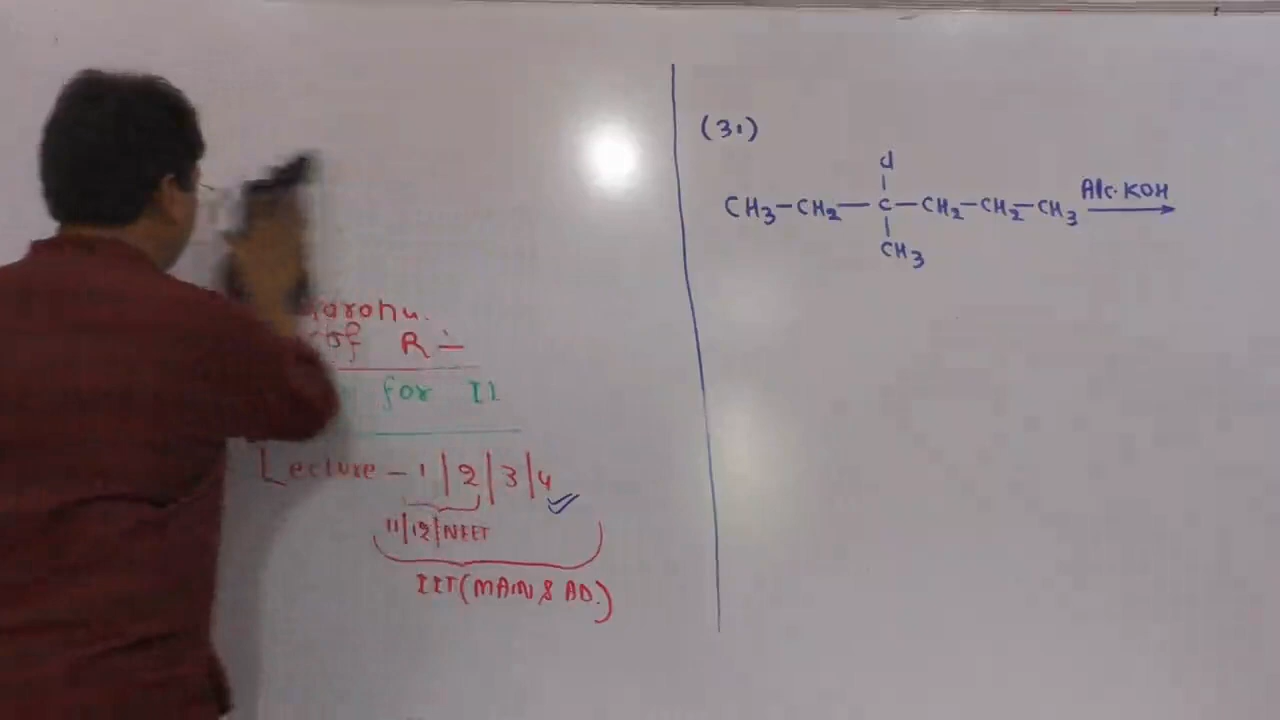 of R -
for
Lecture - 1 | 2 | 3 | 4
11|12|NEET
IIT (MAIN & AD.)
(31)
Cl
CH3-CH2-C-CH2-CH2-CH3 Alc. KOH →
CH3